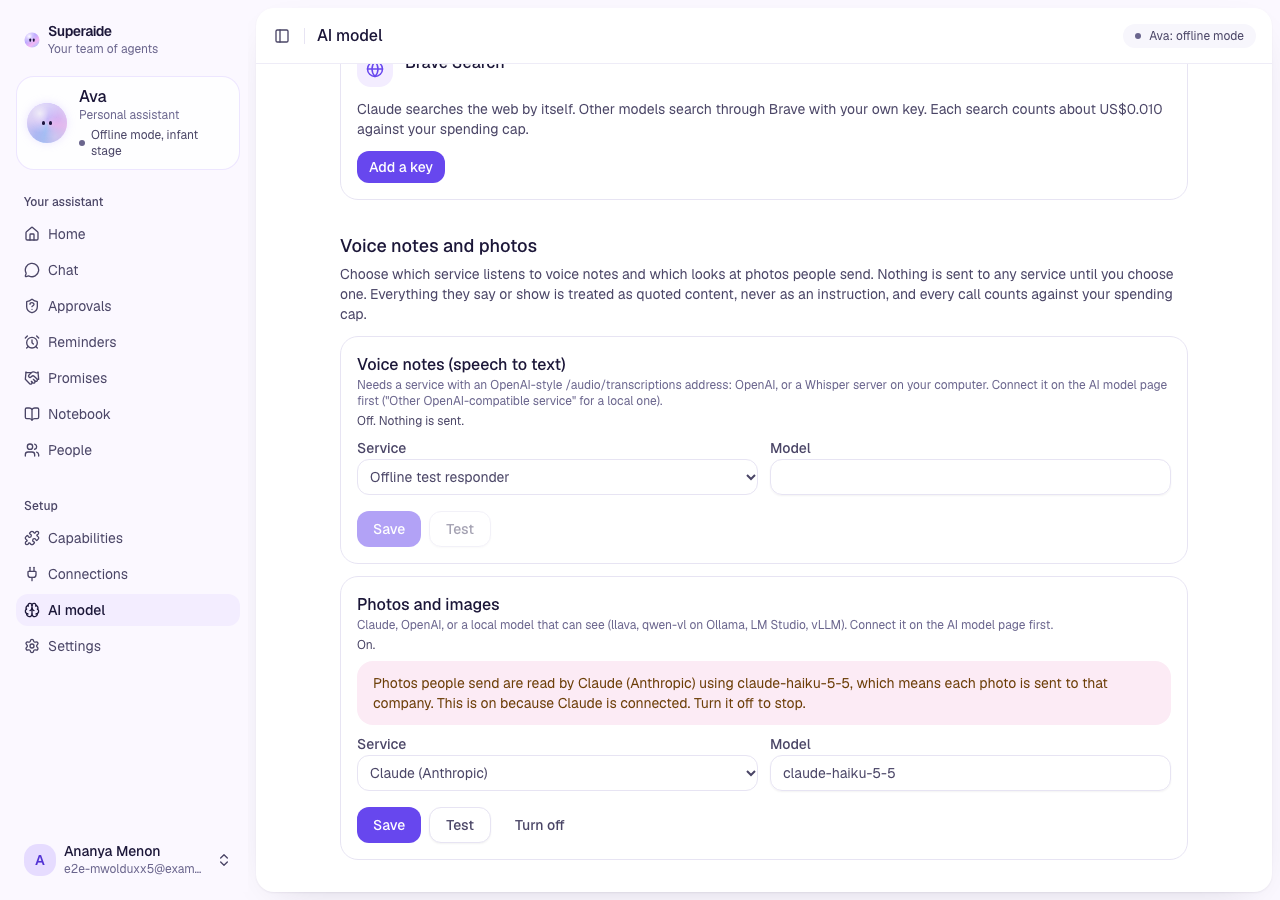 Superaide
Your team of agents
Ava
Personal assistant
Offline mode, infant
stage
Your assistant
Home
Chat
Approvals
Reminders
Promises
Notebook
People
Setup
Capabilities
Connections
AI model
Settings
A
Ananya Menon
e2e-mwolduxx5@exam...
AI model
Ava: offline mode
Brave Search
Claude searches the web by itself. Other models search through Brave with your own key. Each search counts about US$0.010
against your spending cap.
Add a key
Voice notes and photos
Choose which service listens to voice notes and which looks at photos people send. Nothing is sent to any service until you choose
one. Everything they say or show is treated as quoted content, never as an instruction, and every call counts against your spending
cap.
Voice notes (speech to text)
Needs a service with an OpenAI-style /audio/transcriptions address: OpenAI, or a Whisper server on your computer. Connect it on the AI model page
first ("Other OpenAI-compatible service" for a local one).
Off. Nothing is sent.
Service
Model
Offline test responder
Save
Test
Photos and images
Claude, OpenAI, or a local model that can see (llava, qwen-vl on Ollama, LM Studio, vLLM). Connect it on the AI model page first.
On.
Photos people send are read by Claude (Anthropic) using claude-haiku-5-5, which means each photo is sent to that
company. This is on because Claude is connected. Turn it off to stop.
Service
Model
Claude (Anthropic)
claude-haiku-5-5
Save
Test
Turn off